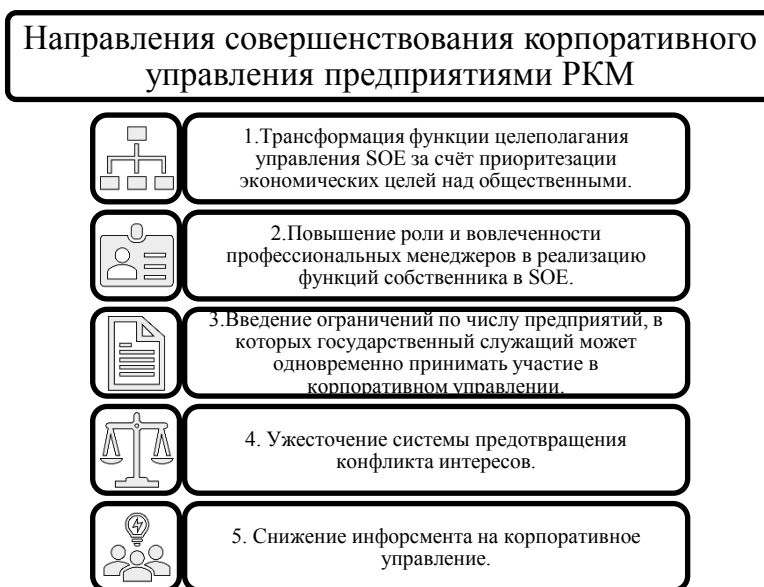 Направления совершенствования корпоративного
управления предприятиями РКМ
1.Трансформация функции целеполагания
управления SOE за счёт приоритезации
экономических целей над общественными.
2.Повышение роли и вовлеченности
профессиональных менеджеров в реализацию
функций собственника в SOE.
3.Введение ограничений по числу предприятий, в
которых государственный служащий может
одновременно принимать участие в
корпоративном управлении.
4. Ужесточение системы предотвращения
конфликта интересов.
5. Снижение инфорсмента на корпоративное
управление.